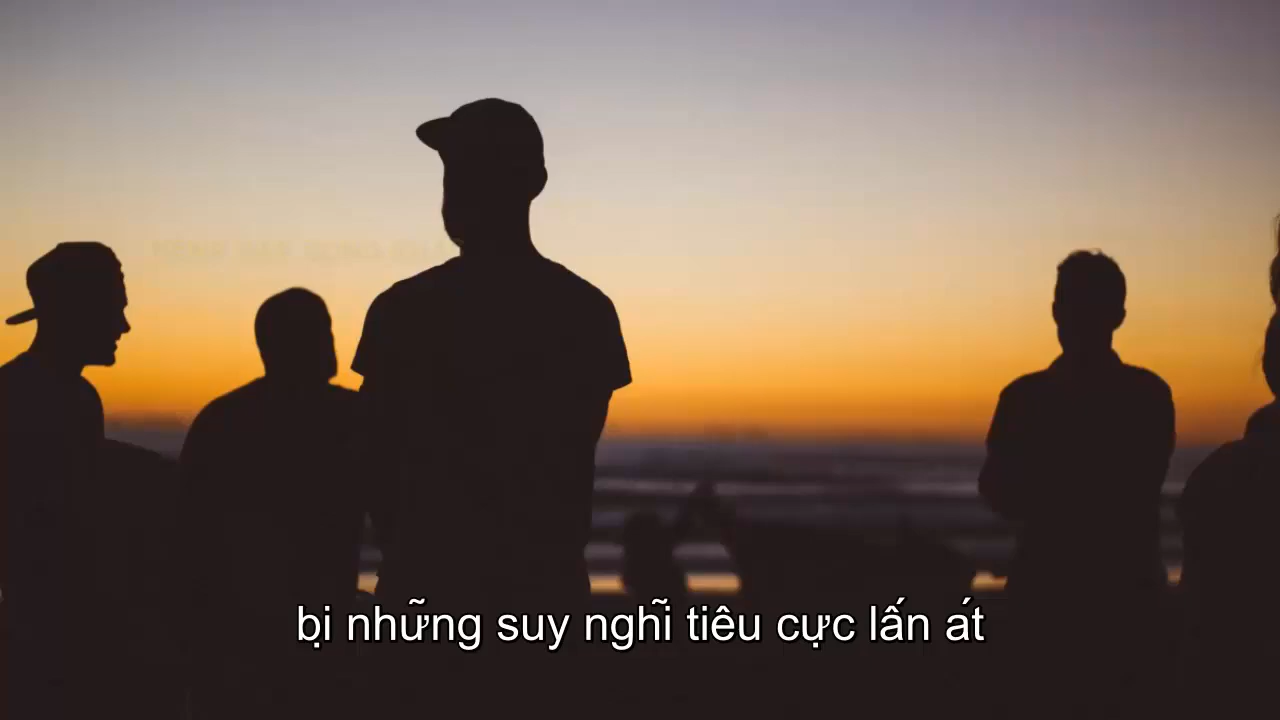 bị những suy nghĩ tiêu cực lấn át